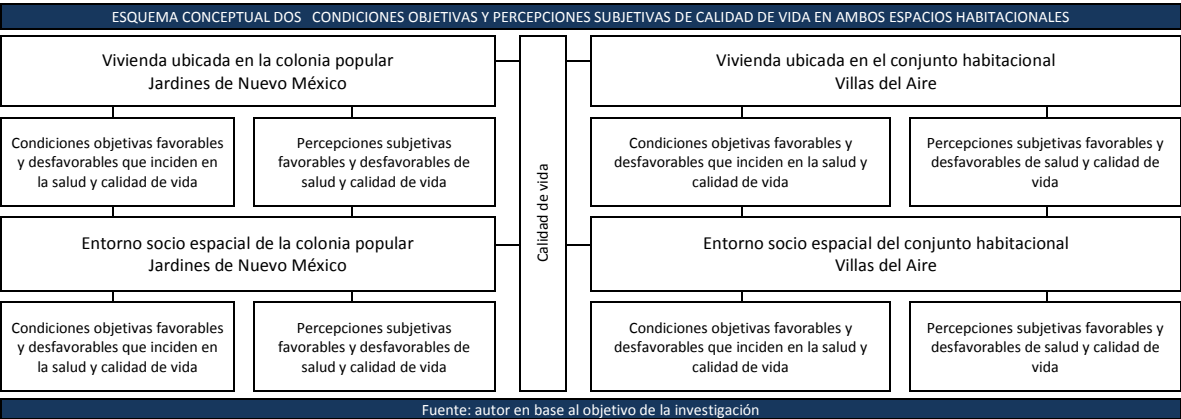 ESQUEMA CONCEPTUAL DOS CONDICIONES OBJETIVAS Y PERCEPCIONES SUBJETIVAS DE CALIDAD DE VIDA EN AMBOS ESPACIOS HABITACIONALES
Vivienda ubicada en la colonia popular
Jardines de Nuevo México
Condiciones objetivas favorables
y desfavorables que inciden en
la salud y calidad de vida
Percepciones subjetivas
favorables y desfavorables de
salud y calidad de vida
Entorno socio espacial de la colonia popular
Jardines de Nuevo México
Condiciones objetivas favorables
y desfavorables que inciden en
la salud y calidad de vida
Percepciones subjetivas
favorables y desfavorables de
salud y calidad de vida
Calidad de vida
Vivienda ubicada en el conjunto habitacional
Villas del Aire
Condiciones objetivas favorables y
desfavorables que inciden en la salud y
calidad de vida
Percepciones subjetivas favorables y
desfavorables de salud y calidad de
vida
Entorno socio espacial del conjunto habitacional
Villas del Aire
Condiciones objetivas favorables y
desfavorables que inciden en la salud y
calidad de vida
Percepciones subjetivas favorables y
desfavorables de salud y calidad de
vida
Fuente: autor en base al objetivo de la investigación